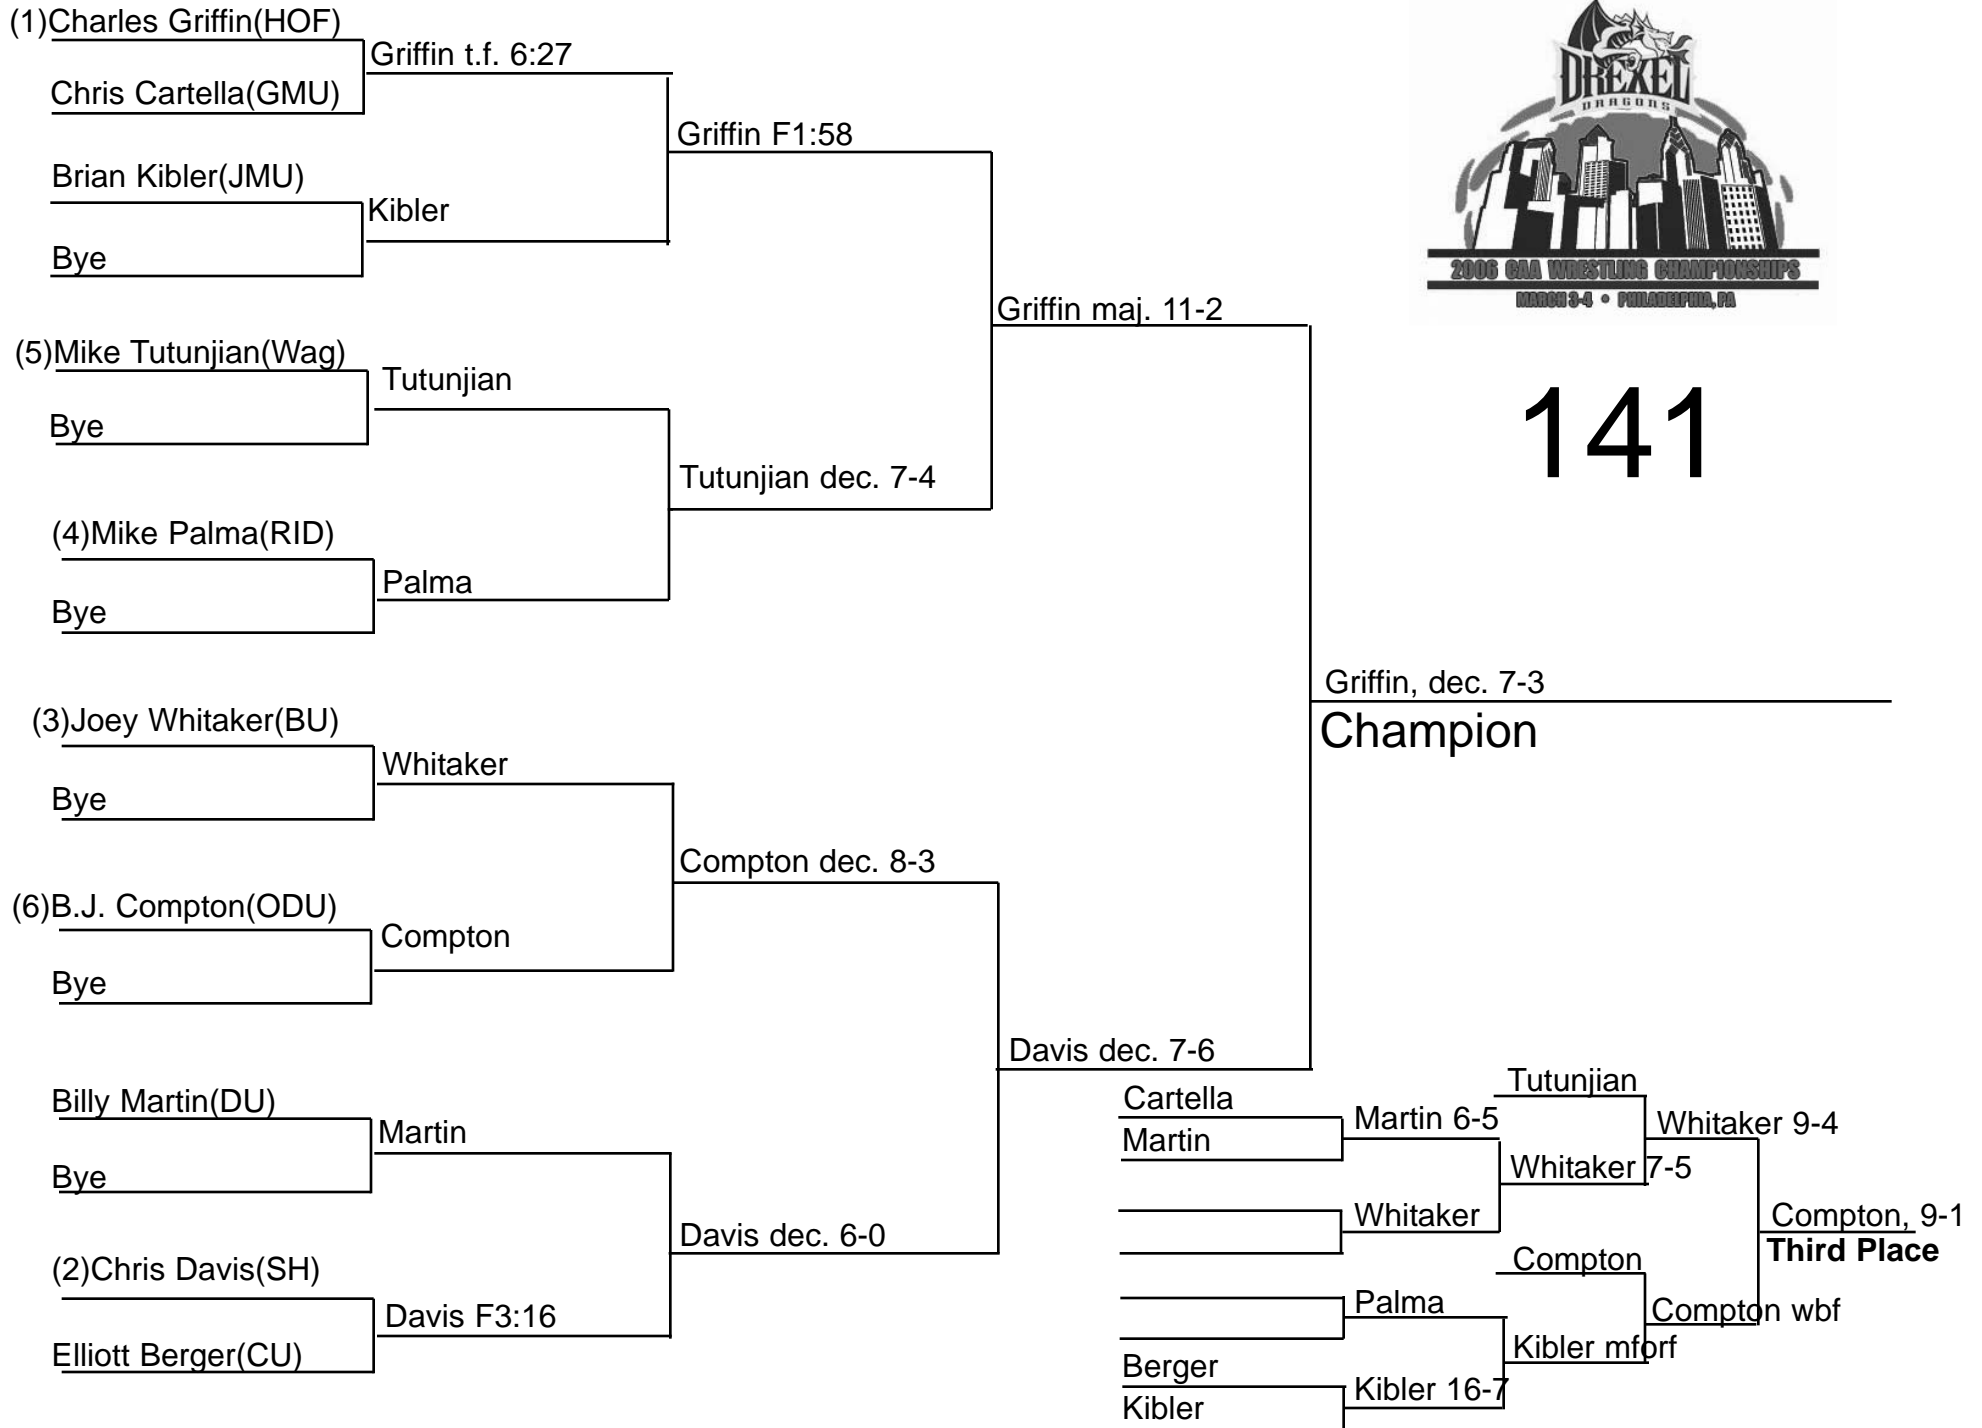 (1)Charles Griffin(HOF)
Griffin t.f. 6:27
Chris Cartella(GMU)
Griffin F1:58
Brian Kibler(JMU)
Kibler
Bye
Griffin maj. 11-2
(5)Mike Tutunjian(Wag)
Tutunjian
Bye
Tutunjian dec. 7-4
(4)Mike Palma(RID)
Palma
Bye
DREXEL
DRAGONS
2006 CAA WRESTLING CHAMPIONSHIPS
MARCH 3-4 • PHILADELPHIA, PA
141
Griffin, dec. 7-3
Champion
(3)Joey Whitaker(BU)
Whitaker
Bye
Compton dec. 8-3
(6)B.J. Compton(ODU)
Compton
Bye
Davis dec. 7-6
Billy Martin(DU)
Martin
Bye
Davis dec. 6-0
(2)Chris Davis(SH)
Davis F3:16
Elliott Berger(CU)
Cartella
Martin 6-5
Martin
Tutunjian
Whitaker 9-4
Whitaker 7-5
Whitaker
Compton, 9-1
Third Place
Compton
Palma
Compton wbf
Kibler mforf
Berger
Kibler 16-7
Kibler